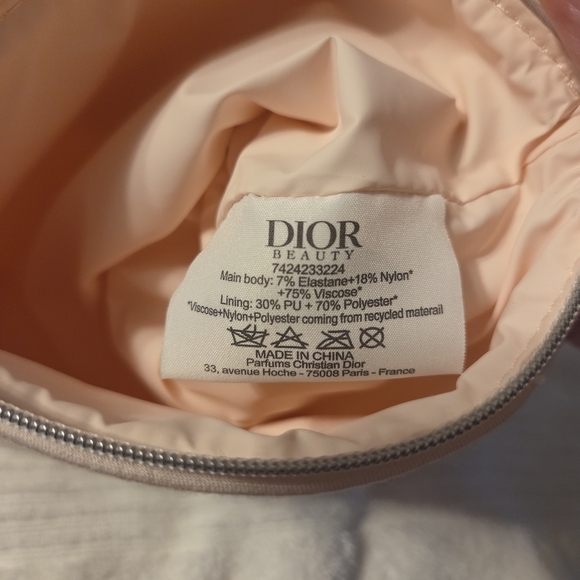 DIOR
BEAUTY
7424233224
Main body: 7% Elastane+18% Nylon*
+75% Viscose*
Lining: 30% PU + 70% Polyester*
*Viscose+Nylon+Polyester coming from recycled materail
MADE IN CHINA
Parfums Christian Dior
33, avenue Hoche - 75008 Paris - France